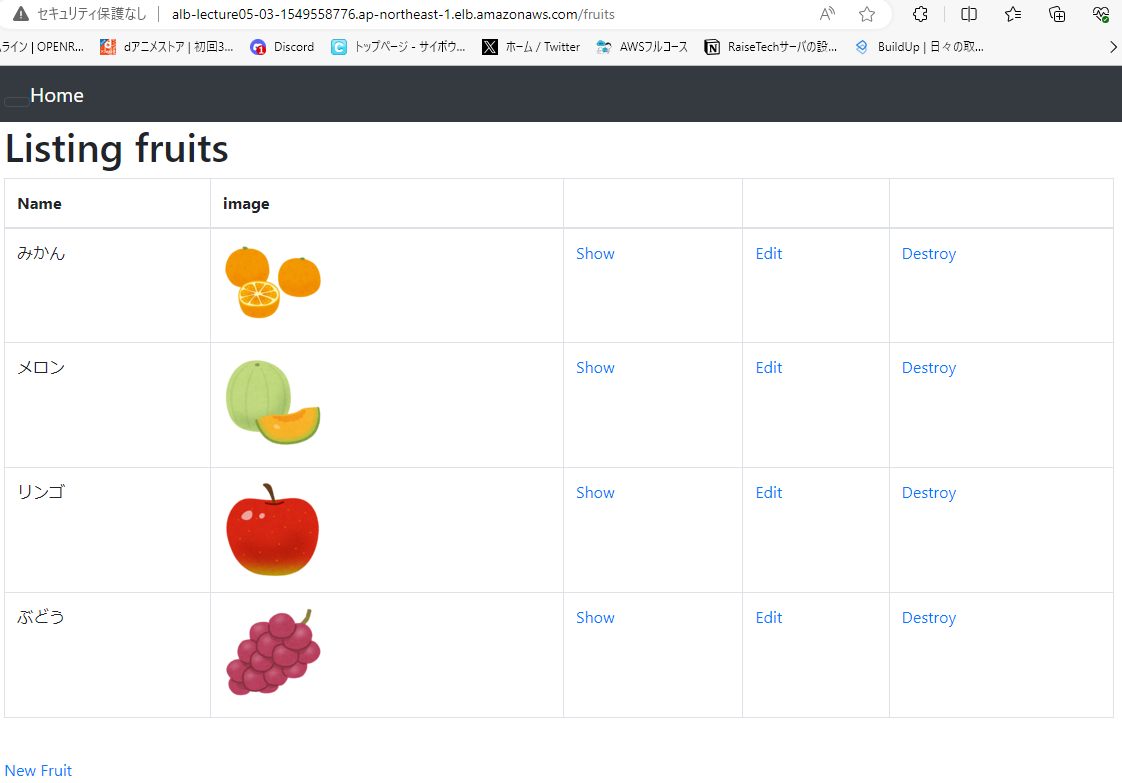 セキュリティ保護なし alb-lecture05-03-1549558776.ap-northeast-1.elb.amazonaws.com/fruits
ライン | OPENR... dアニメストア | 初回3... Discord トップページ - サイボウ... ホーム / Twitter AWSフルコース RaiseTechサーバの設... BuildUp | 日々の取...
Home
Listing fruits
Name image
みかん Show Edit Destroy
メロン Show Edit Destroy
リンゴ Show Edit Destroy
ぶどう Show Edit Destroy
New Fruit